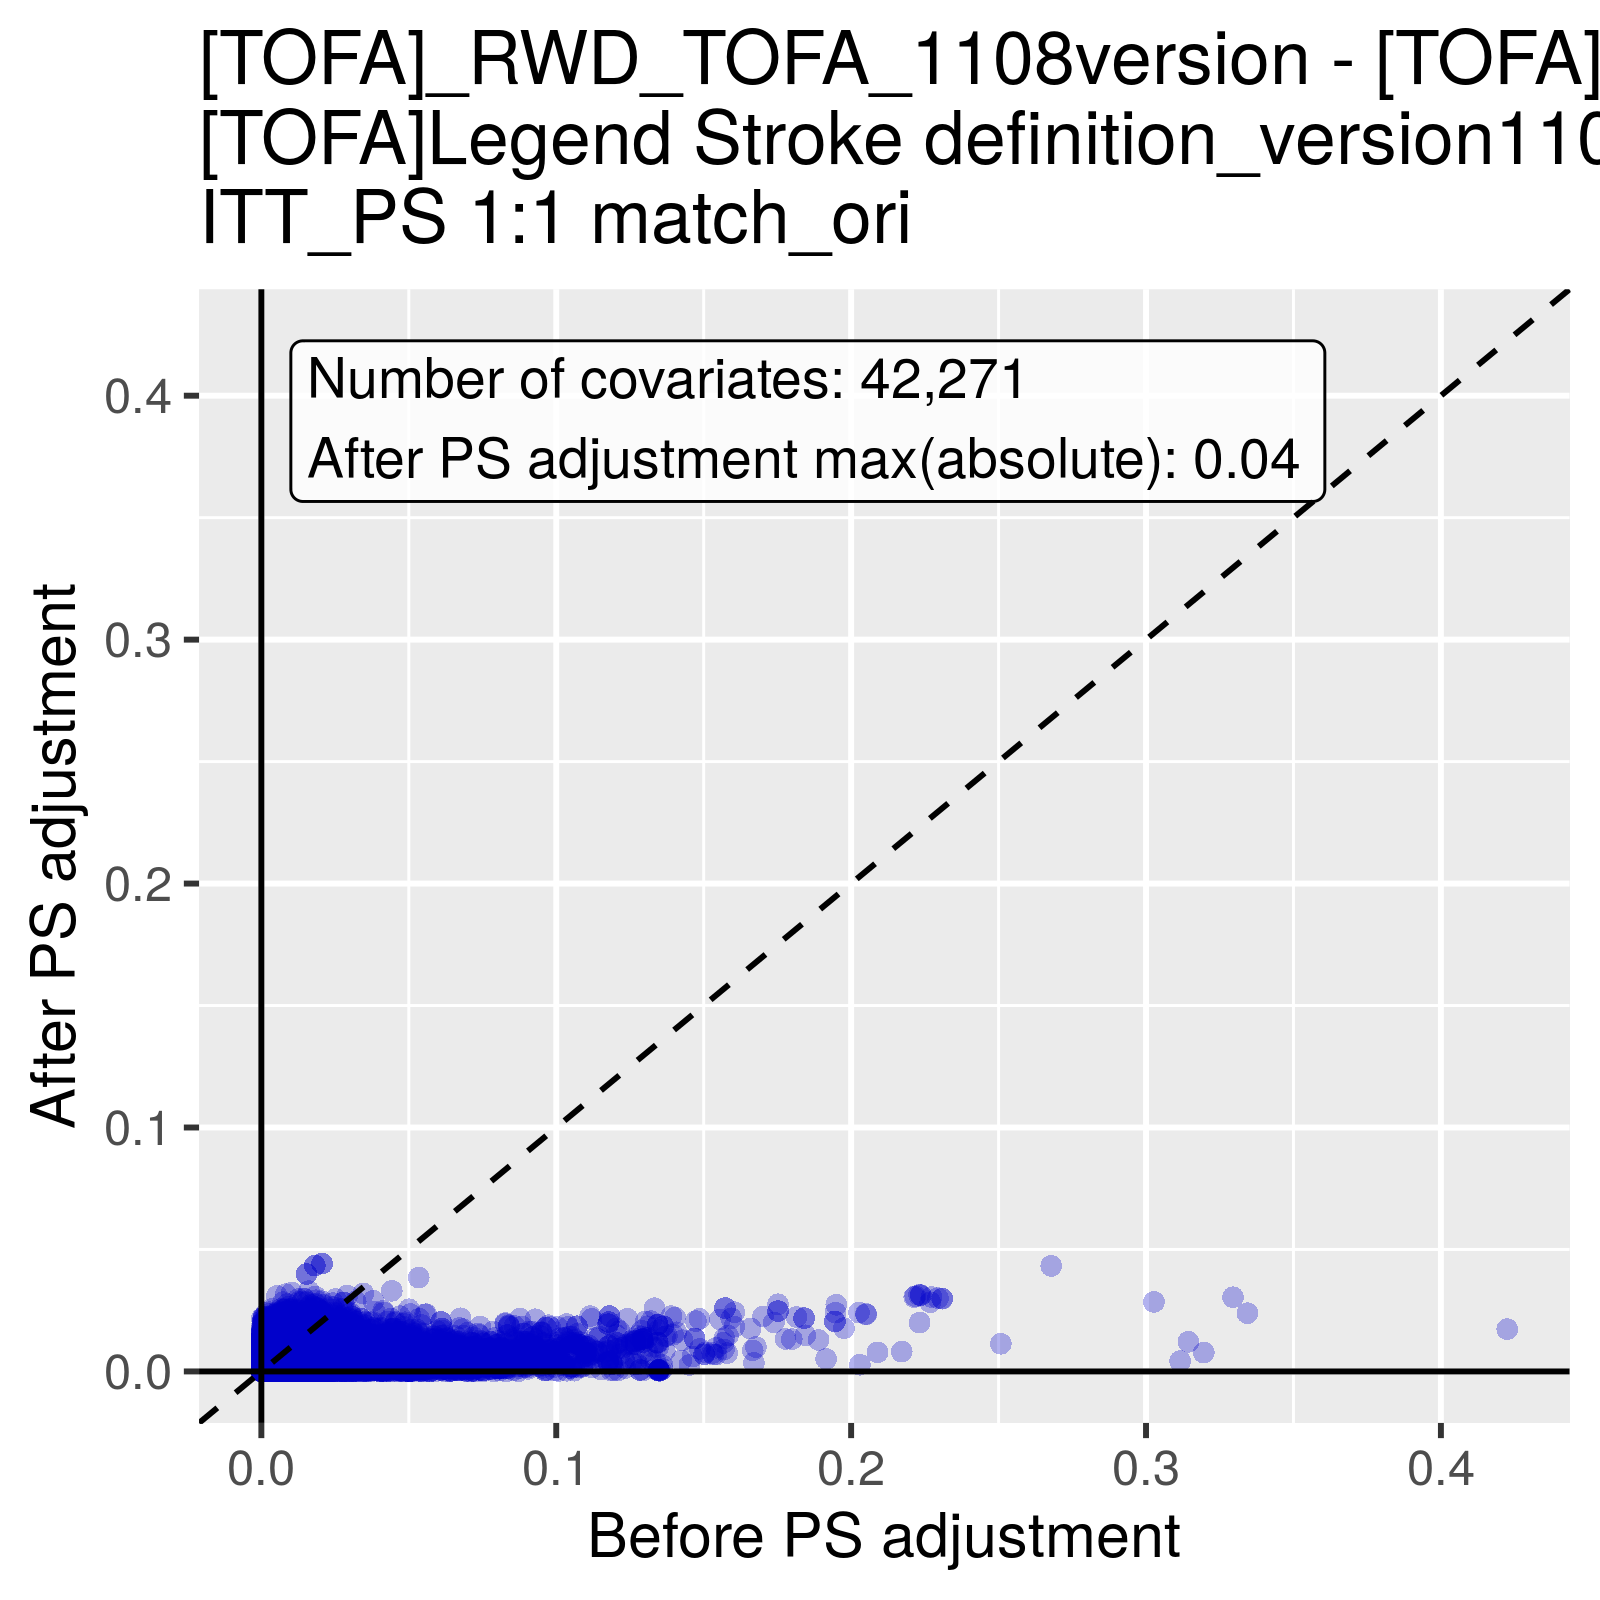 [TOFA]_RWD_TOFA_1108version - [TOFA]
[TOFA]Legend Stroke definition_version110
ITT_PS 1:1 match_ori
Number of covariates: 42,271
After PS adjustment max(absolute): 0.04
After PS adjustment
0.4
0.3
0.2
0.1
0.0
0.0 0.1 0.2 0.3 0.4
Before PS adjustment